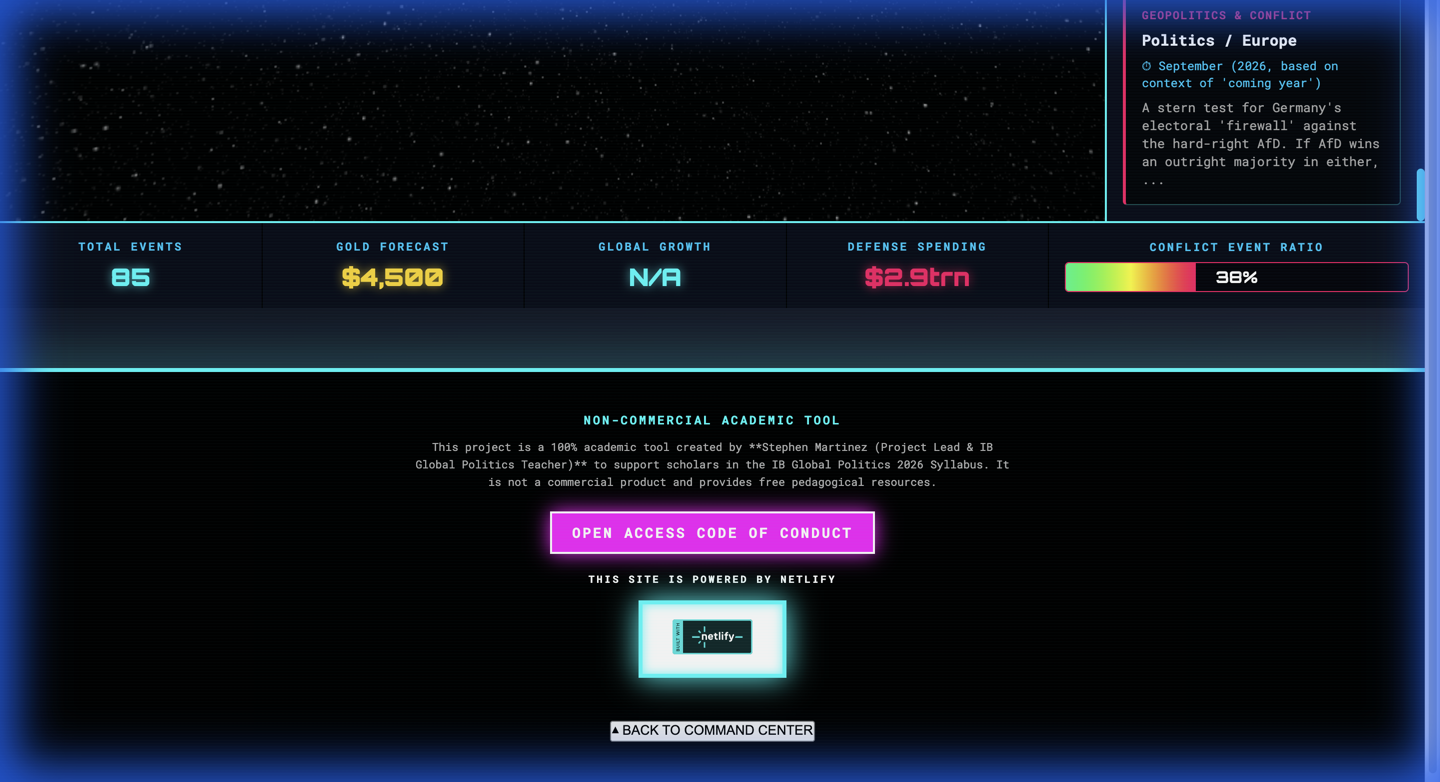 GEOPOLITICS & CONFLICT
Politics / Europe
⏱ September (2026, based on
context of 'coming year')
A stern test for Germany's
electoral 'firewall' against
the hard-right AfD. If AfD wins
an outright majority in either,
...
TOTAL EVENTS
85
GOLD FORECAST
$4,500
GLOBAL GROWTH
N/A
DEFENSE SPENDING
$2.9trn
CONFLICT EVENT RATIO
38%
NON-COMMERCIAL ACADEMIC TOOL
This project is a 100% academic tool created by **Stephen Martinez (Project Lead & IB
Global Politics Teacher)** to support scholars in the IB Global Politics 2026 Syllabus. It
is not a commercial product and provides free pedagogical resources.
OPEN ACCESS CODE OF CONDUCT
THIS SITE IS POWERED BY NETLIFY
BUILT WITH
netlify
▲ BACK TO COMMAND CENTER